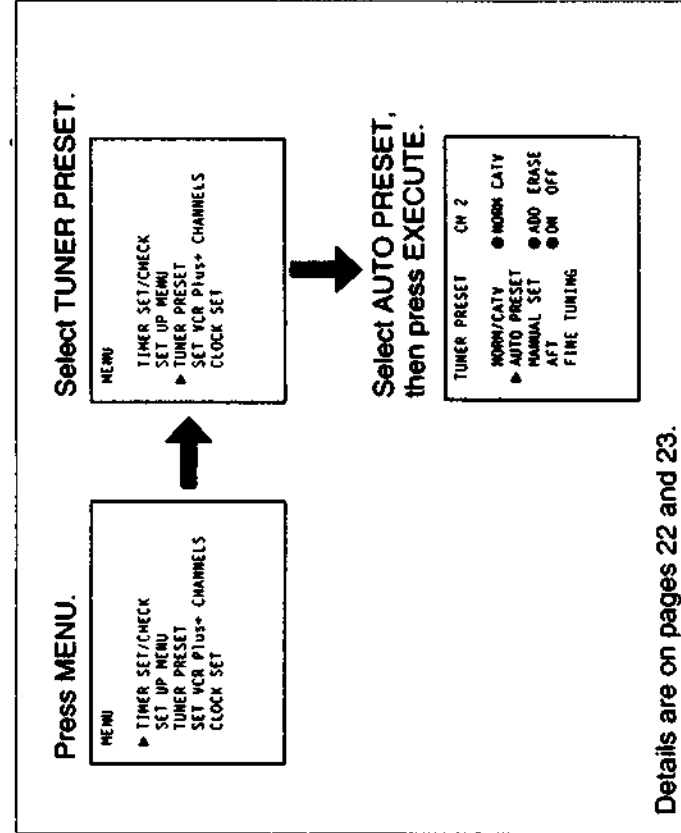 Press MENU.
MENU
▶ TIMER SET/CHECK
SET UP MENU
TUNER PRESET
SET VCR Plus+ CHANNELS
CLOCK SET
Select TUNER PRESET.
MENU
TIMER SET/CHECK
SET UP MENU
▶ TUNER PRESET
SET VCR Plus+ CHANNELS
CLOCK SET
Select AUTO PRESET,
then press EXECUTE.
TUNER PRESET CH 2
NORM/CATV ● NORM CATV
▶ AUTO PRESET
MANUAL SET ● ADD ERASE
AFT ● ON OFF
FINE TUNING
Details are on pages 22 and 23.